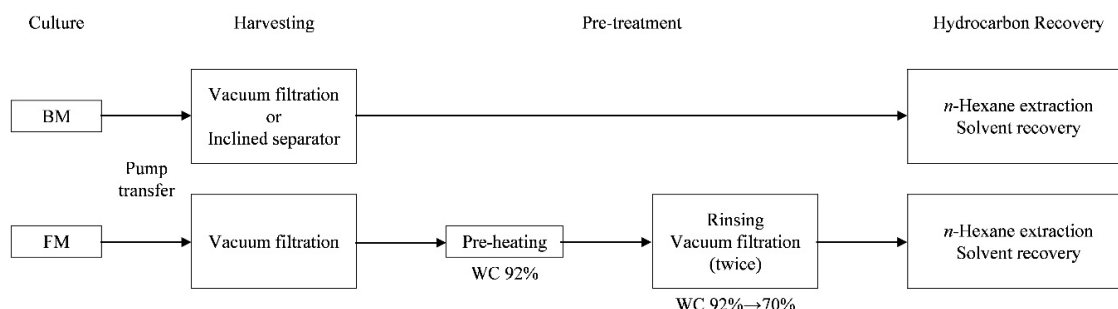 Culture
Harvesting
Pre-treatment
Hydrocarbon Recovery
BM
Vacuum filtration
or
Inclined separator
n-Hexane extraction
Solvent recovery
Pump
transfer
FM
Vacuum filtration
Pre-heating
WC 92%
Rinsing
Vacuum filtration
(twice)
WC 92%→70%
n-Hexane extraction
Solvent recovery